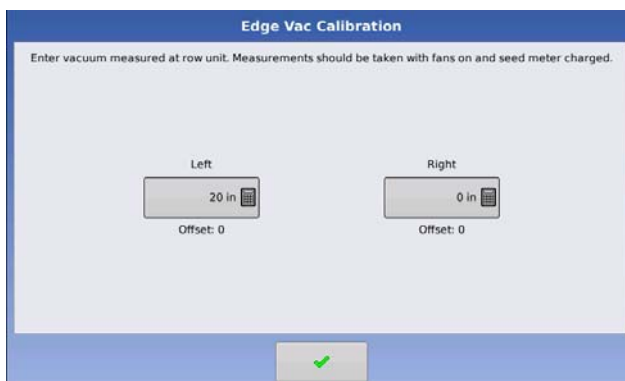 Edge Vac Calibration
Enter vacuum measured at row unit. Measurements should be taken with fans on and seed meter charged.
Left Right
20 in 0 in
Offset: 0 Offset: 0